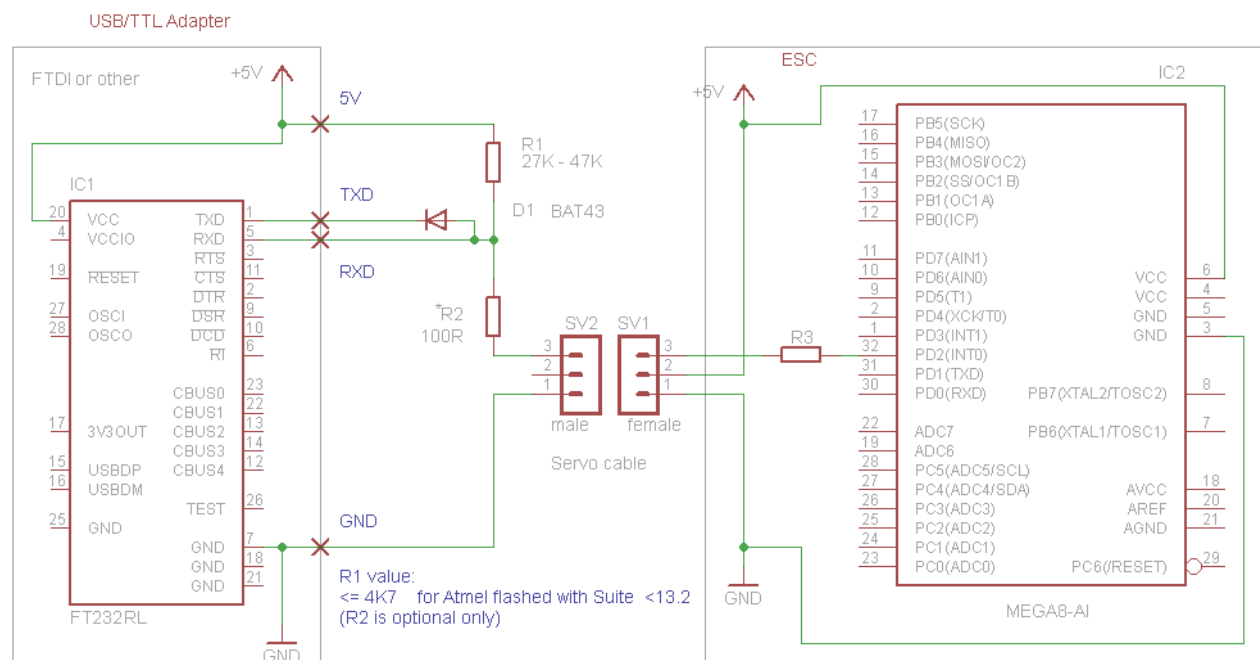 USB/TTL Adapter
FTDI or other
+5V
5V
R1
27K - 47K
IC1
TXD
D1 BAT43
RXD
20 VCC TXD 1
4 VCCIO RXD 5
RTS 3
19 RESET CTS 11
DTR 2
27 OSCI DSR 9
28 OSCO DCD 10
RI 6
CBUS0 23
CBUS1 22
17 3V3OUT CBUS2 13
CBUS3 14
15 USBDP CBUS4 12
16 USBDM
TEST 26
25 GND
GND 7
GND 18
GND 21
FT232RL
GND
*R2
100R
SV2 SV1
3 3
2 2
1 1
male female
Servo cable
GND
R1 value:
<= 4K7 for Atmel flashed with Suite <13.2
(R2 is optional only)
ESC
IC2
+5V
R3
17 PB5(SCK)
16 PB4(MISO)
15 PB3(MOSI/OC2)
14 PB2(SS/OC1B)
13 PB1(OC1A)
12 PB0(ICP)
11 PD7(AIN1)
10 PD6(AIN0) VCC 6
9 PD5(T1) VCC 4
2 PD4(XCK/T0) GND 5
1 PD3(INT1) GND 3
32 PD2(INT0)
31 PD1(TXD)
30 PD0(RXD) PB7(XTAL2/TOSC2) 8
22 ADC7 PB6(XTAL1/TOSC1) 7
19 ADC6
28 PC5(ADC5/SCL)
27 PC4(ADC4/SDA) AVCC 18
26 PC3(ADC3) AREF 20
25 PC2(ADC2) AGND 21
24 PC1(ADC1)
23 PC0(ADC0) PC6(/RESET) 29
GND
MEGA8-AI